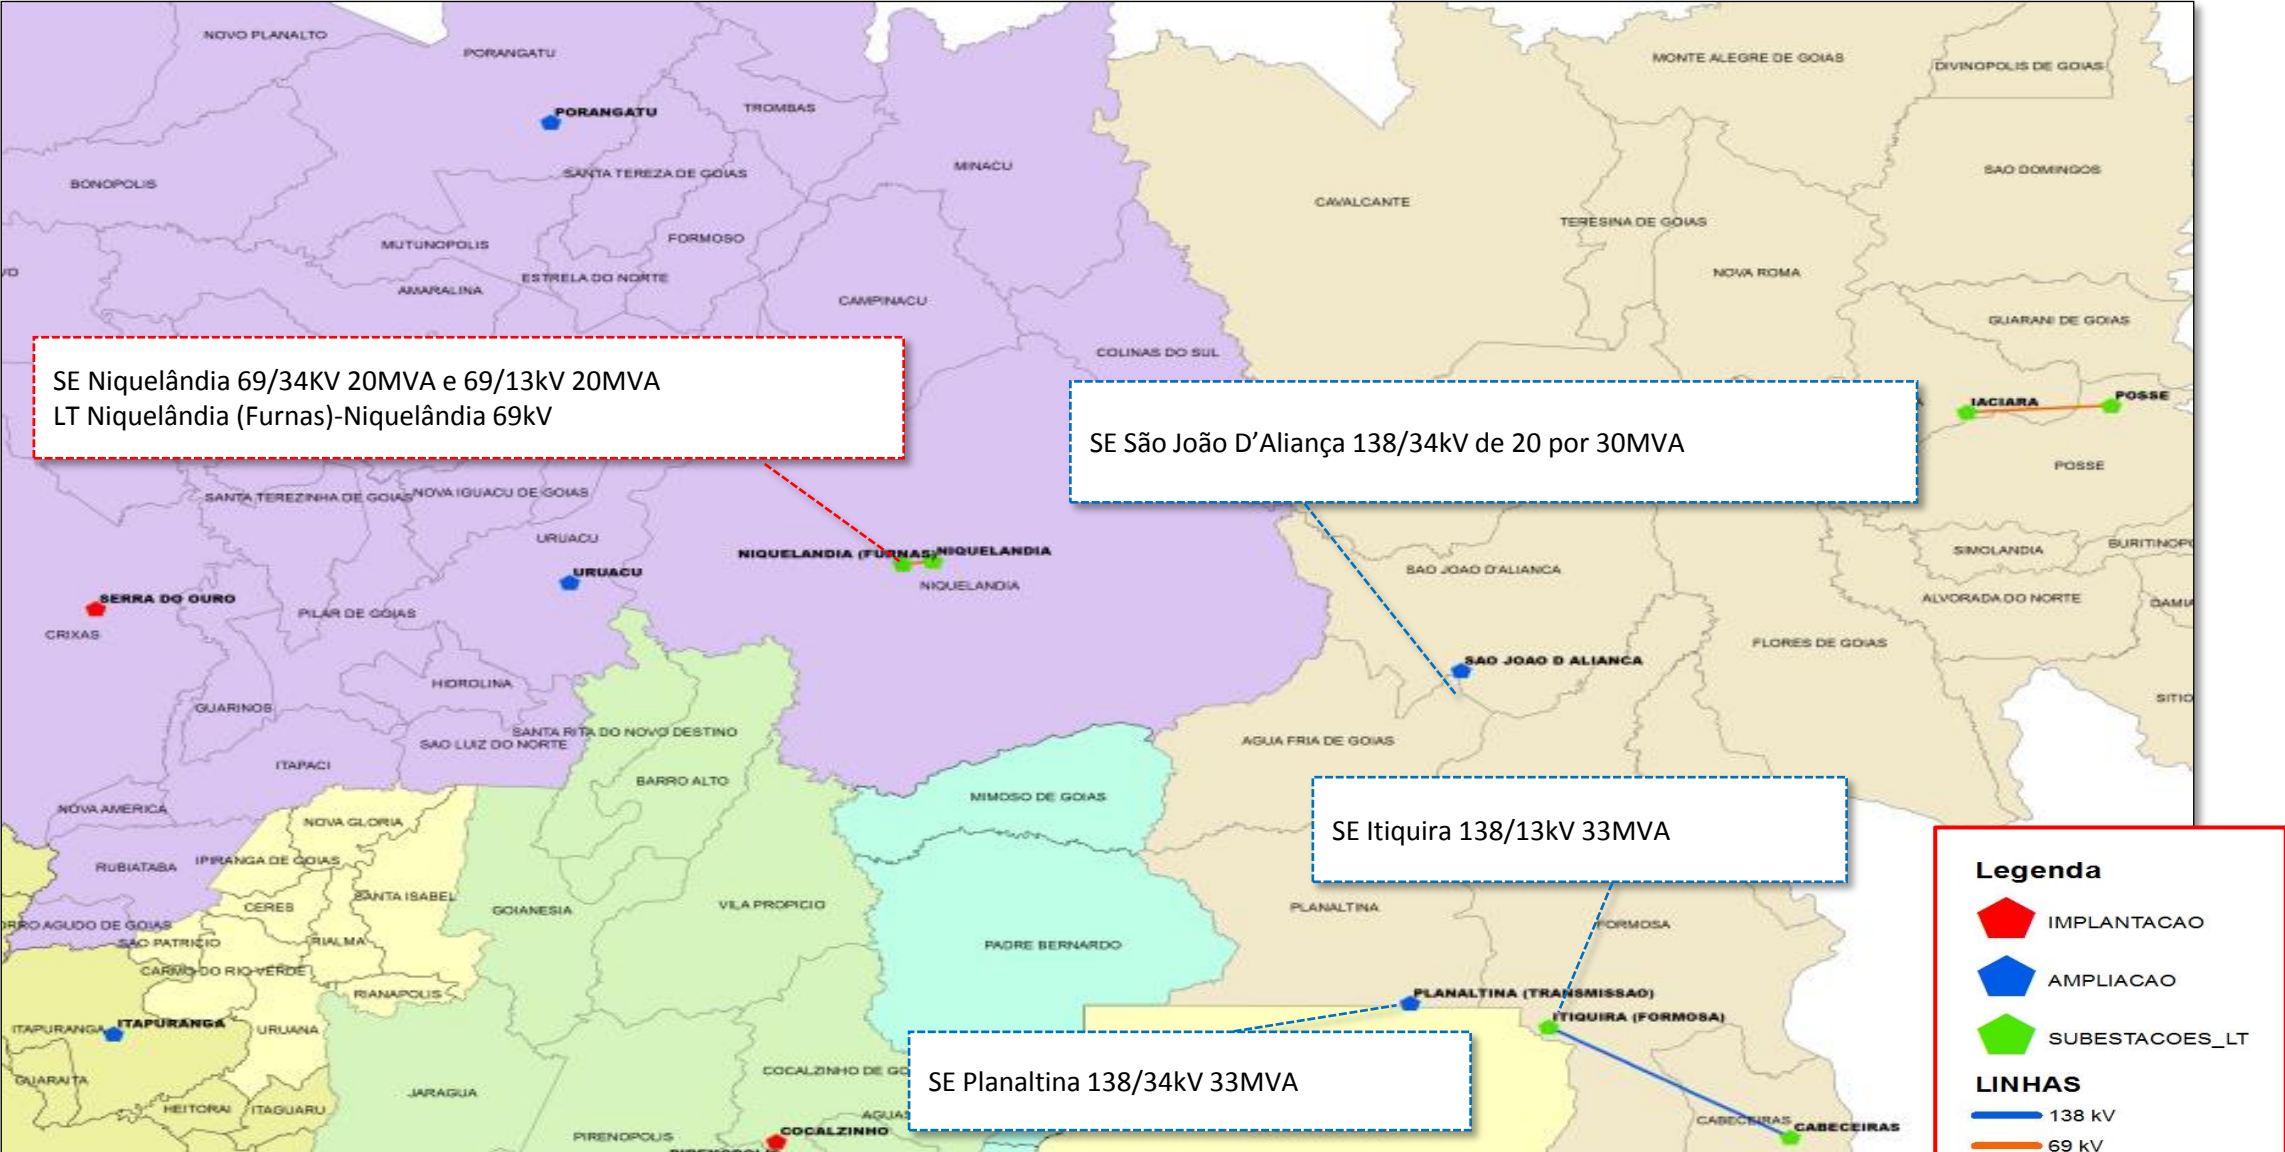 NOVO PLANALTO
PORANGATU
MONTE ALEGRE DE GOIAS
DIVINOPOLIS DE GOIAS
PORANGATU
TROMBAS
MINACU
SANTA TEREZA DE GOIAS
BONOPOLIS
SAO DOMINGOS
CAVALCANTE
TERESINA DE GOIAS
MUTUNOPOLIS
FORMOSO
NOVA ROMA
ESTRELA DO NORTE
AMARALINA
CAMPINACU
GUARANI DE GOIAS
COLINAS DO SUL
SE Niquelândia 69/34KV 20MVA e 69/13kV 20MVA
LT Niquelândia (Furnas)-Niquelândia 69kV
SE São João D’Aliança 138/34kV de 20 por 30MVA
IACIARA
POSSE
POSSE
SANTA TEREZINHA DE GOIAS
NOVA IGUACU DE GOIAS
URUACU
NIQUELANDIA (FURNAS)
NIQUELANDIA
NIQUELANDIA
URUACU
SAO JOAO D'ALIANCA
SIMOLANDIA
BURITINOP
SERRA DO OURO
CRIXAS
PILAR DE GOIAS
ALVORADA DO NORTE
DAMIA
FLORES DE GOIAS
SAO JOAO D ALIANCA
HIDROLINA
GUARINOS
SITIO
SANTA RITA DO NOVO DESTINO
SAO LUIZ DO NORTE
AGUA FRIA DE GOIAS
ITAPACI
BARRO ALTO
MIMOSO DE GOIAS
NOVA AMERICA
NOVA GLORIA
SE Itiquira 138/13kV 33MVA
RUBIATABA
IPIRANGA DE GOIAS
SANTA ISABEL
CERES
GOIANESIA
VILA PROPICIO
PLANALTINA
FORMOSA
RRO AGUDO DE GOIAS
SAO PATRICIO
RIALMA
PADRE BERNARDO
CARMO DO RIO VERDE
RIANAPOLIS
PLANALTINA (TRANSMISSAO)
ITIQUIRA (FORMOSA)
ITAPURANGA
ITAPURANGA
URUANA
SE Planaltina 138/34kV 33MVA
COCALZINHO DE GO
GUARAITA
JARAGUA
HEITORAI
ITAGUARU
AGUAS
PIRENOPOLIS
COCALZINHO
CABECEIRAS
CABECEIRAS
Legenda
IMPLANTACAO
AMPLIACAO
SUBESTACOES_LT
LINHAS
138 kV
69 kV